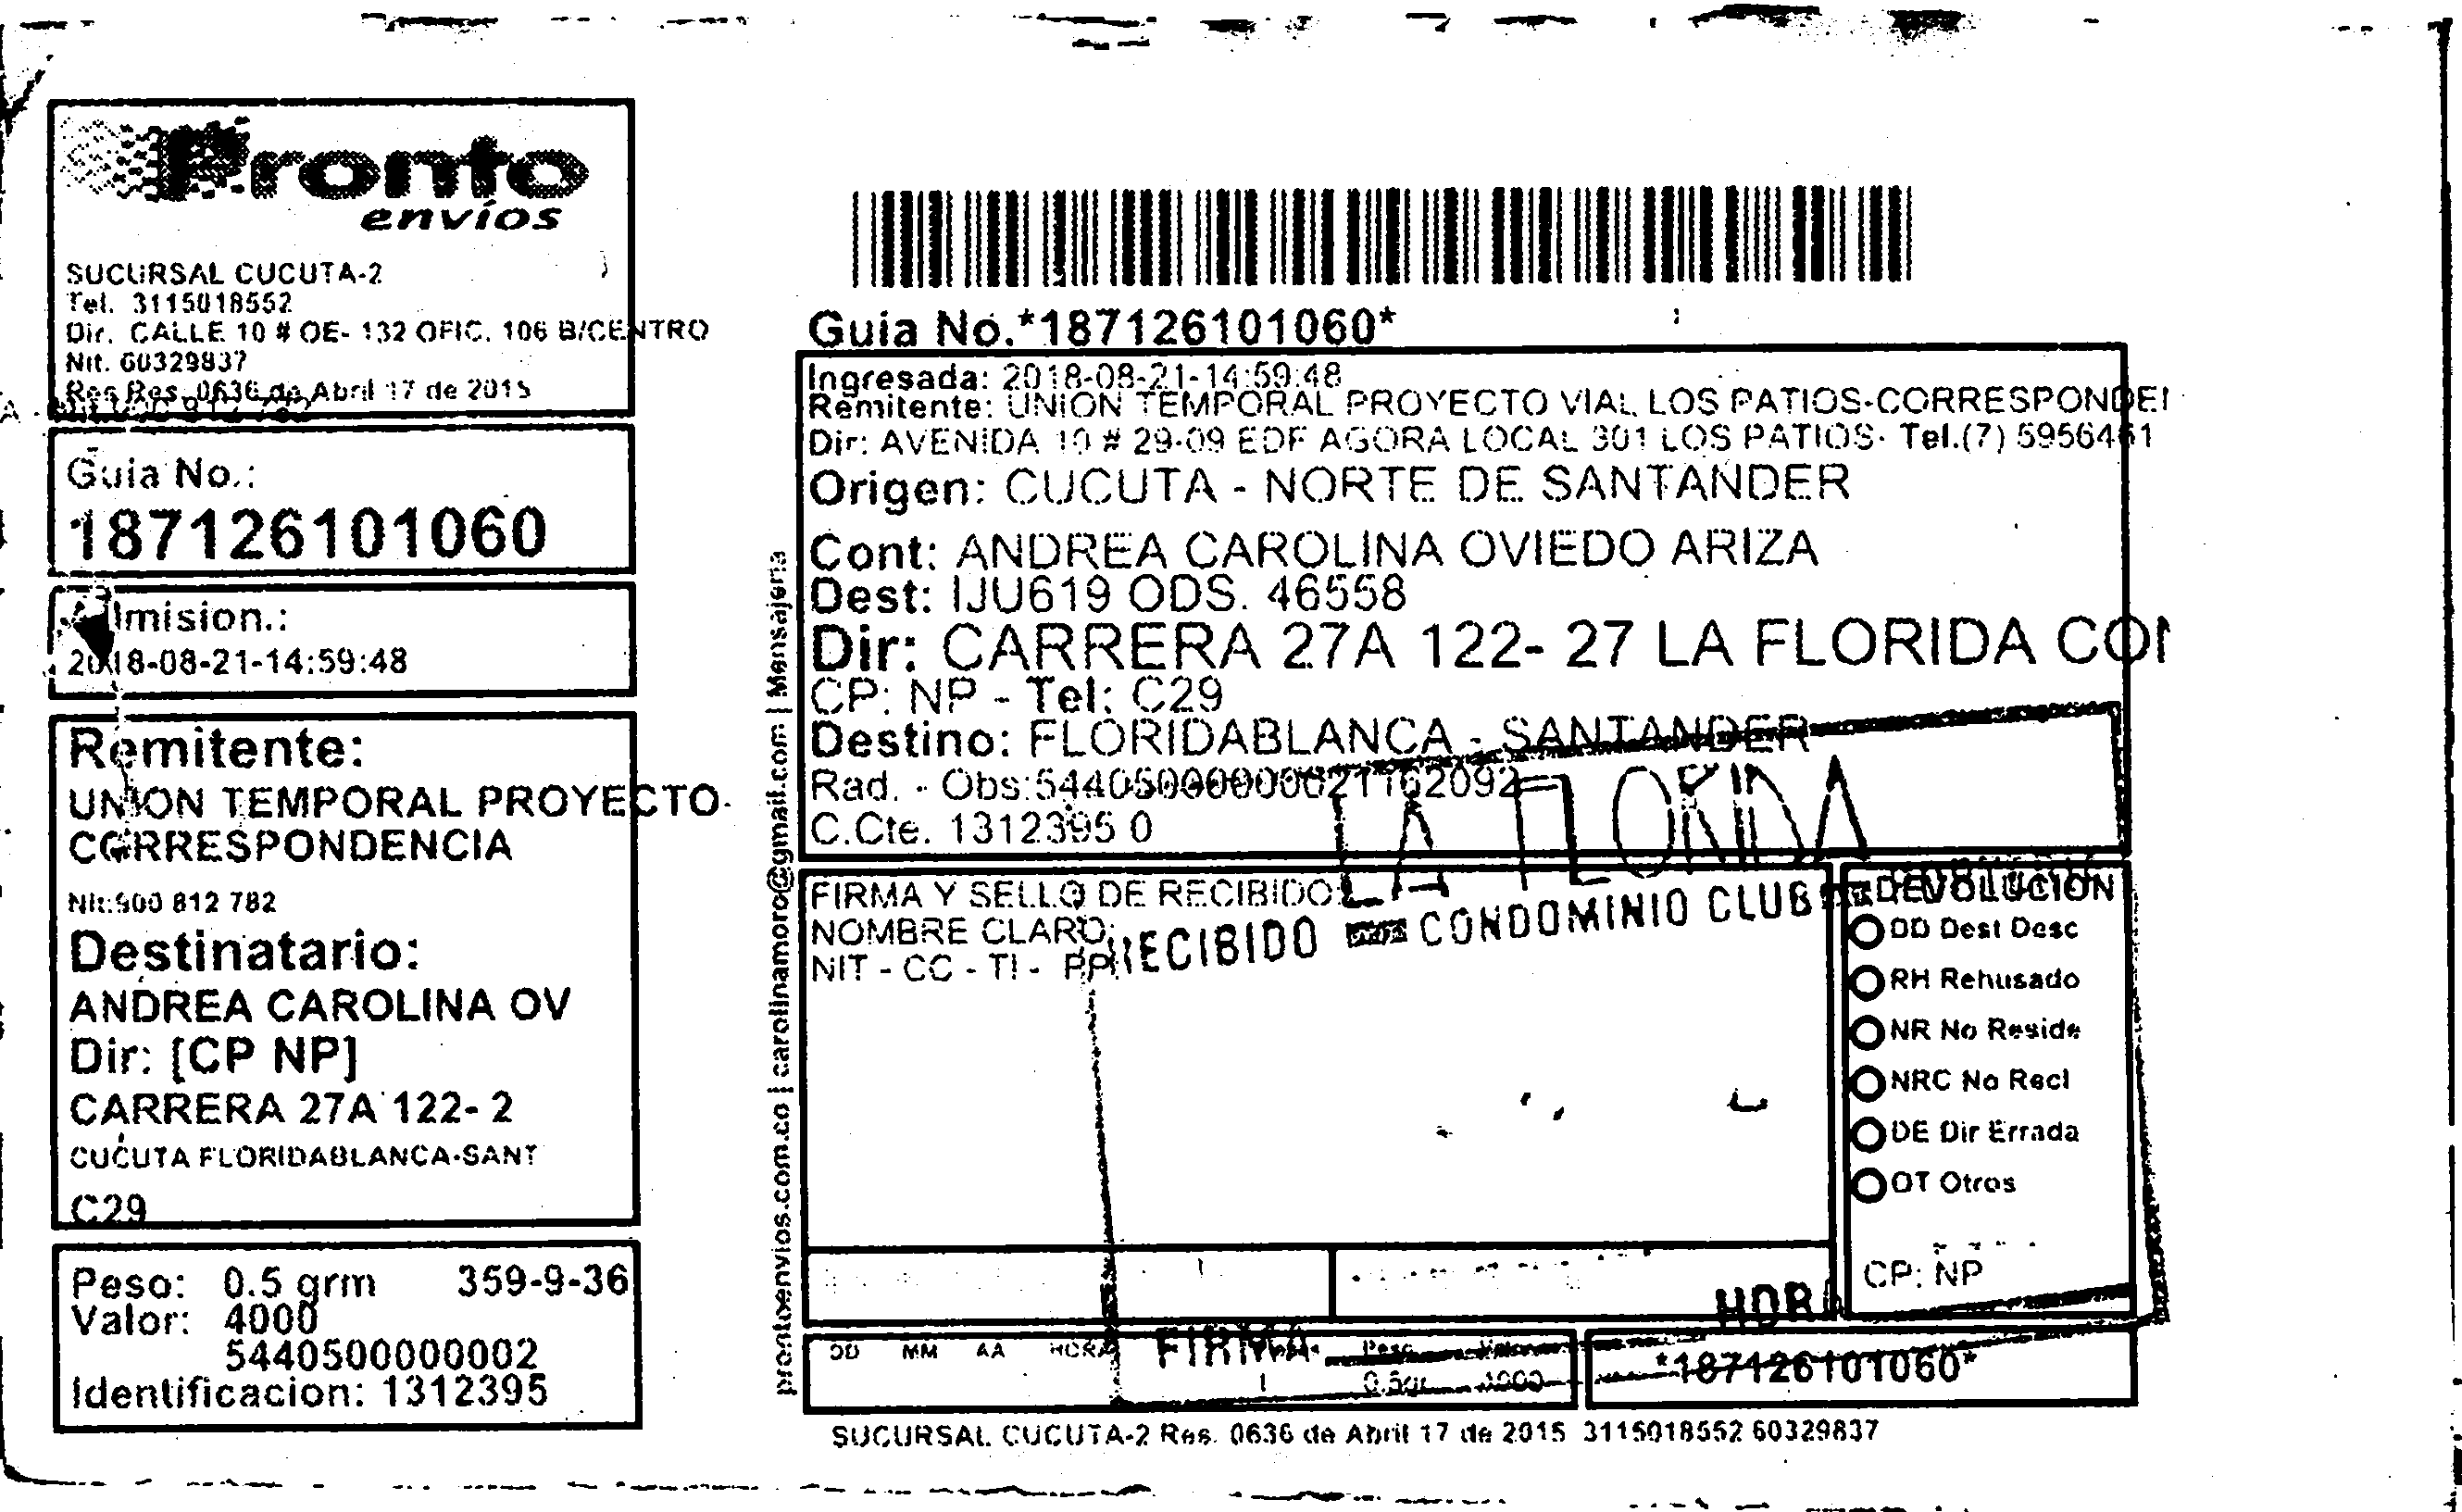 Pronto
envíos
SUCURSAL CUCUTA-2
Tel. 3115018552
Dir. CALLE 10 # OE- 132 OFIC. 106 B/CENTRO
Nit. 60329837
Res Res. 0636 de Abril 17 de 2015
Guia No.:
187126101060
2018-08-21-14:59:48
Remitente:
UNION TEMPORAL PROYECTO-
CORRESPONDENCIA
Nit:900 812 782
Destinatario:
ANDREA CAROLINA OV
Dir: [CP NP]
CARRERA 27A 122- 2
CUCUTA FLORIDABLANCA-SANT
C29
Peso: 0.5 grm 359-9-36
Valor: 4000
5440500000002
Identificacion: 1312395
prontoenvios.com.co | carolinamoro@gmail.com | Mensajeria
Guia No.*187126101060*
Ingresada: 2018-08-21-14:59:48
Remitente: UNION TEMPORAL PROYECTO VIAL LOS PATIOS-CORRESPONDEN
Dir: AVENIDA 10 # 29-09 EDF AGORA LOCAL 301 LOS PATIOS- Tel.(7) 5956461
Origen: CUCUTA - NORTE DE SANTANDER
Cont: ANDREA CAROLINA OVIEDO ARIZA
Dest: IJU619 ODS. 46558
Dir: CARRERA 27A 122- 27 LA FLORIDA CON
CP: NP - Tel: C29
Destino: FLORIDABLANCA - SANTANDER
Rad. - Obs:54405000000021162092
C.Cte. 1312395 0
LA FLORIDA
CONDOMINIO CLUB
RECIBIDO
FIRMA Y SELLO DE RECIBIDO:
NOMBRE CLARO:
NIT - CC - TI - PP:
DEVOLUCION
DD Dest Desc
RH Rehusado
NR No Reside
NRC No Recl
DE Dir Errada
OT Otros
CP: NP
HORA
FIRMA
DD MM AA HORA Peso Valor
1 0.5gr 4000
*187126101060*
SUCURSAL CUCUTA-2 Res. 0636 de Abril 17 de 2015 3115018552 60329837